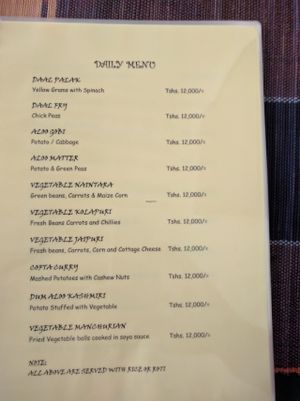 DAILY MENU
DAAL PALAK
Yellow Grams with Spinach Tshs. 12,000/=
DAAL FRY
Chick Peas Tshs. 12,000/=
ALOO GOBI
Potato / Cabbage Tshs. 12,000/=
ALOO MATTER
Potato & Green Peas Tshs. 12,000/=
VEGETABLE NAINTARA
Green beans, Carrots & Maize Corn Tshs. 12,000/=
VEGETABLE KOLAPURI
Fresh Beans Carrots and Chillies Tshs. 12,000/=
VEGETABLE JAIPURI
Fresh beans, Carrots, Corn and Cottage Cheese Tshs. 12,000/=
COFTA CURRY
Mashed Potatoes with Cashew Nuts Tshs. 12,000/=
DUM ALOO KASHMIRI
Potato Stuffed with Vegetable Tshs. 12,000/=
VEGETABLE MANCHURIAN
Fried Vegetable balls cooked in soya sauce Tshs. 12,000/=
NOTE:
ALL ABOVE ARE SERVED WITH RICE OR ROTI